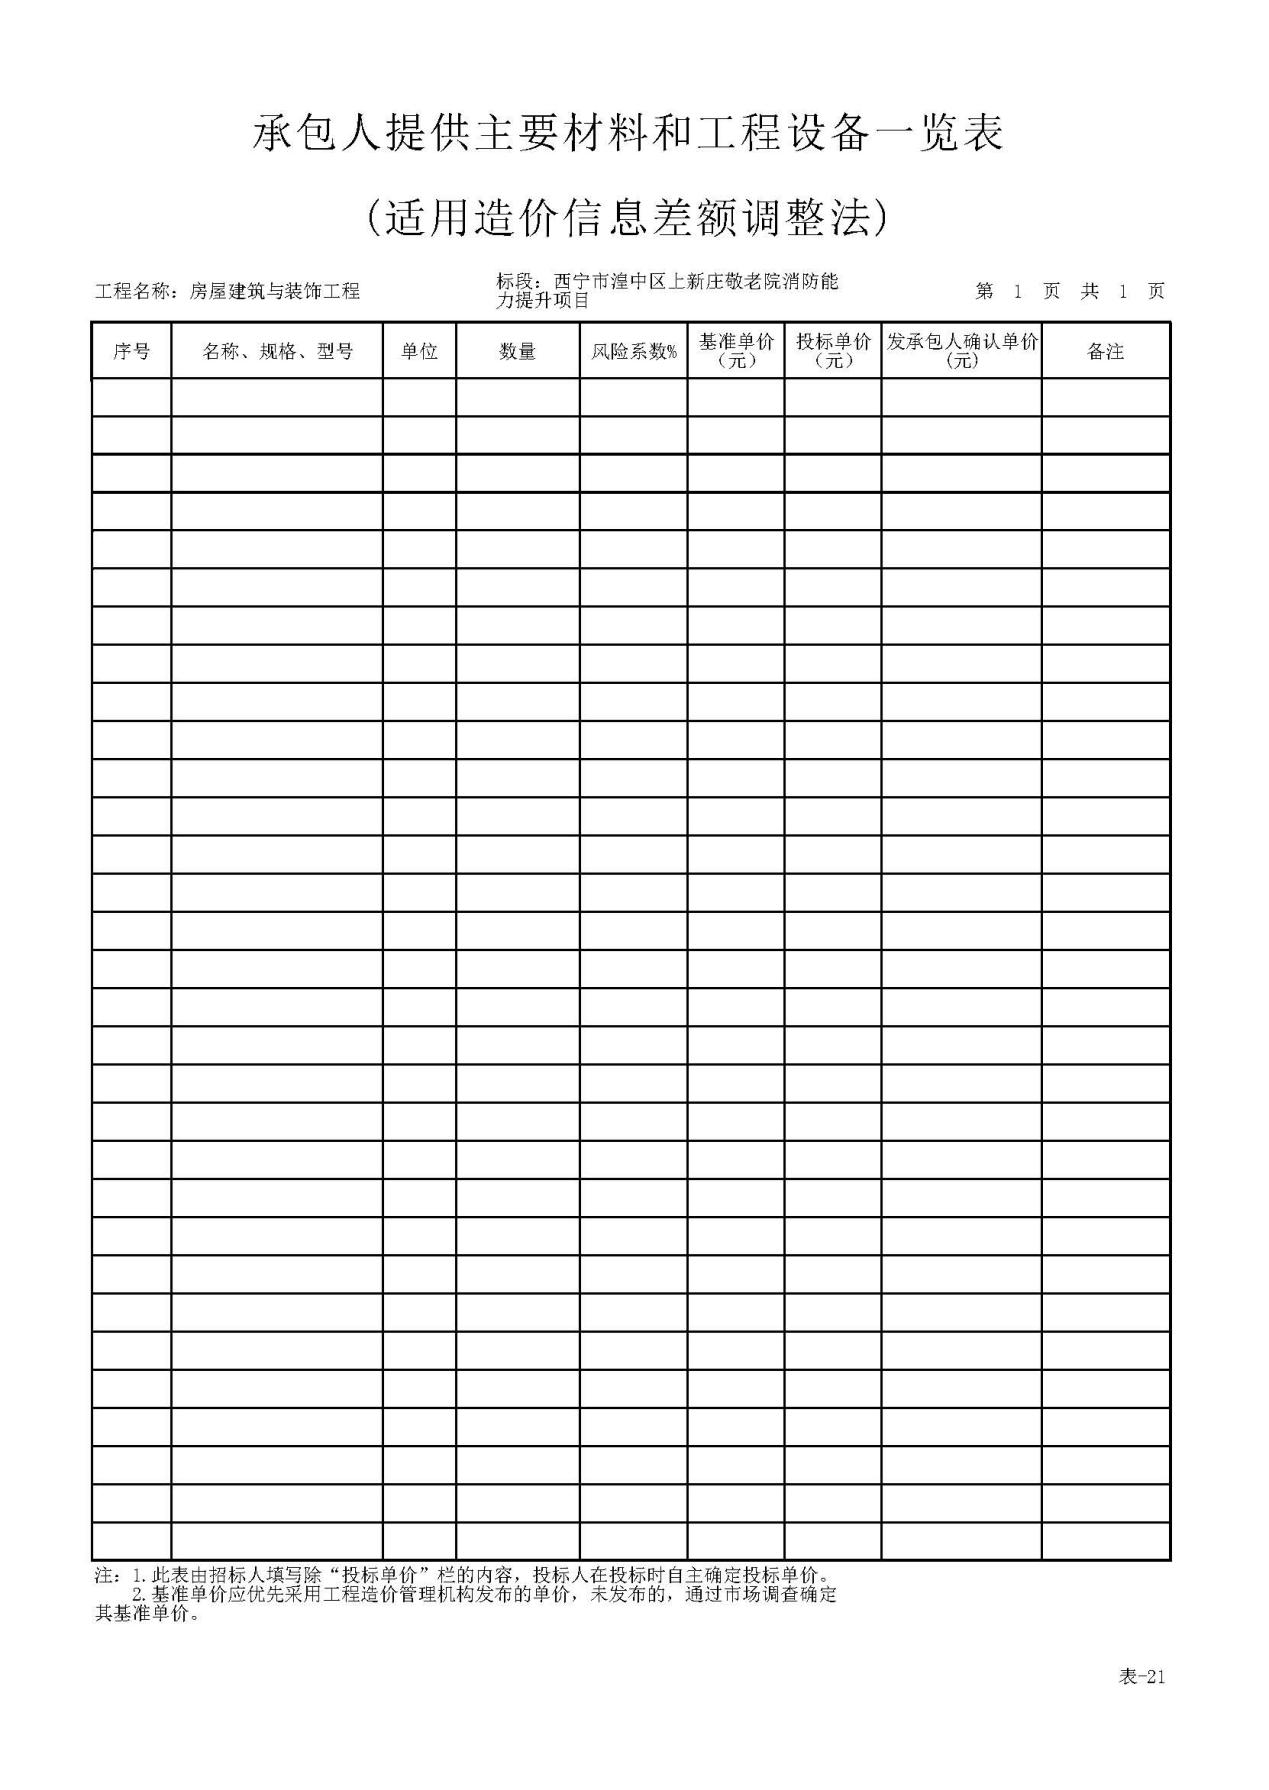 承包人提供主要材料和工程设备一览表
(适用造价信息差额调整法)
工程名称：房屋建筑与装饰工程
标段：西宁市湟中区上新庄敬老院消防能
力提升项目
第 1 页 共 1 页
序号
名称、规格、型号
单位
数量
风险系数%
基准单价
（元）
投标单价
（元）
发承包人确认单价
(元)
备注
注：1.此表由招标人填写除“投标单价”栏的内容，投标人在投标时自主确定投标单价。
2.基准单价应优先采用工程造价管理机构发布的单价，未发布的，通过市场调查确定
其基准单价。
表-21